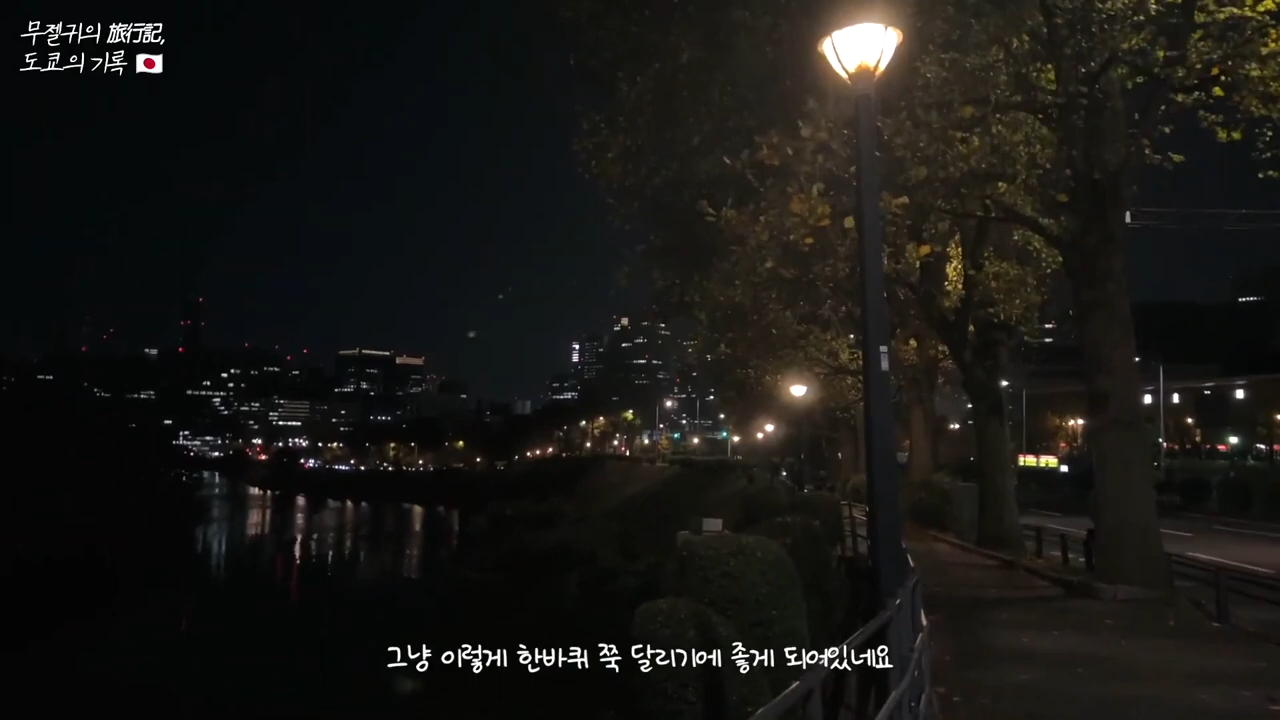 무젤귀의 旅行記,
도쿄의 기록 🇯🇵
그냥 이렇게 한바퀴 쭉 달리기에 좋게 되어있네요